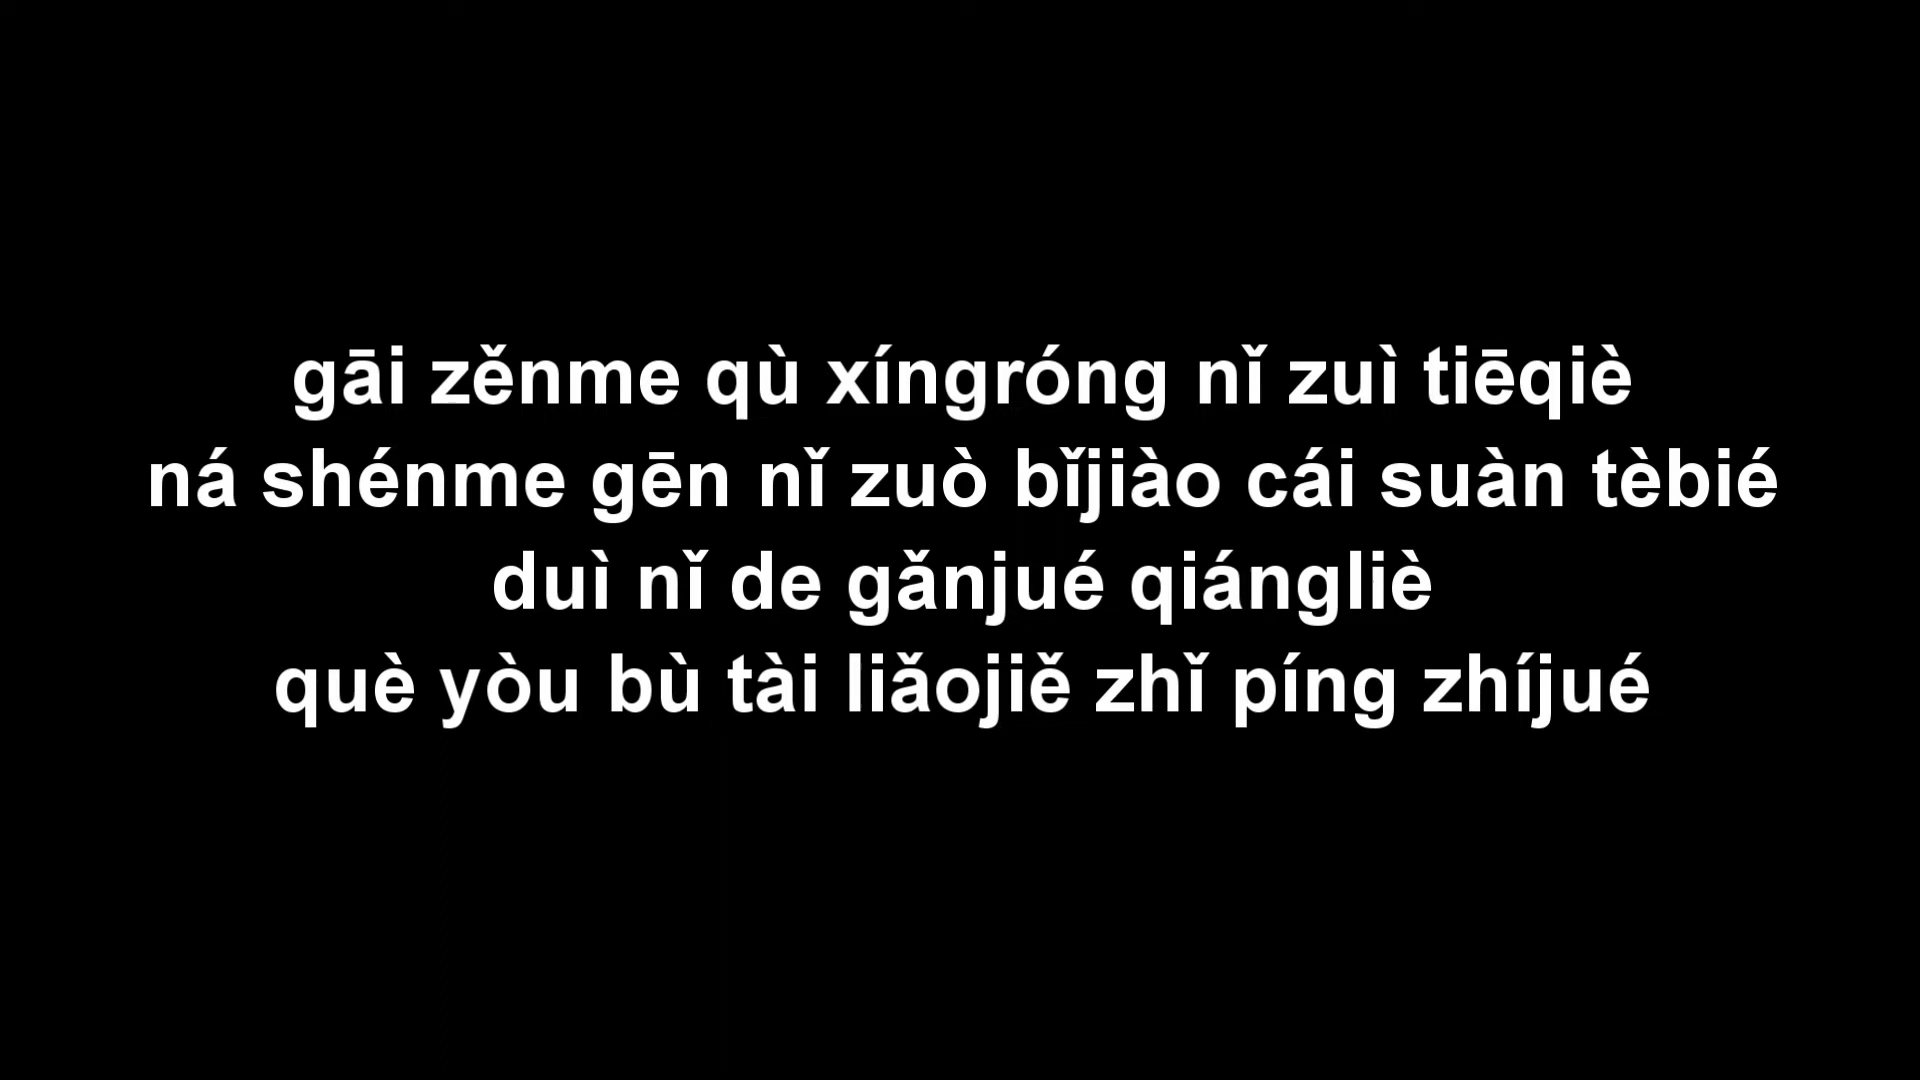 gāi zěnme qù xíngróng nǐ zuì tiēqiè
ná shénme gēn nǐ zuò bǐjiào cái suàn tèbié
duì nǐ de gǎnjué qiángliè
què yòu bù tài liǎojiě zhǐ píng zhíjué